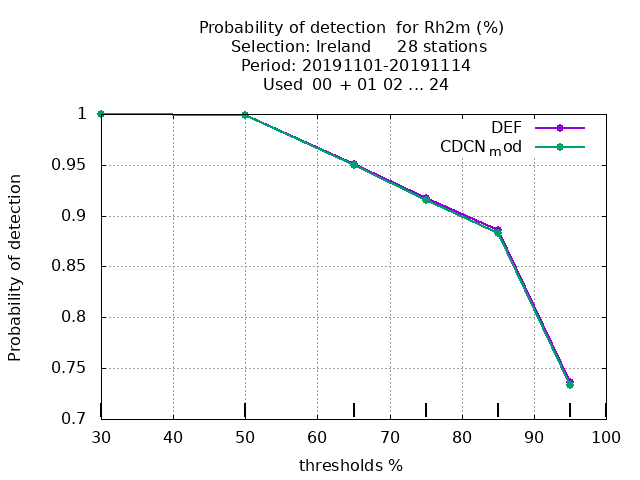 Probability of detection  for Rh2m (%)
Selection: Ireland     28 stations
Period: 20191101-20191114
Used  00 + 01 02 ... 24
DEF
CDCN_mod
Probability of detection
1
0.95
0.9
0.85
0.8
0.75
0.7
30 40 50 60 70 80 90 100
thresholds %